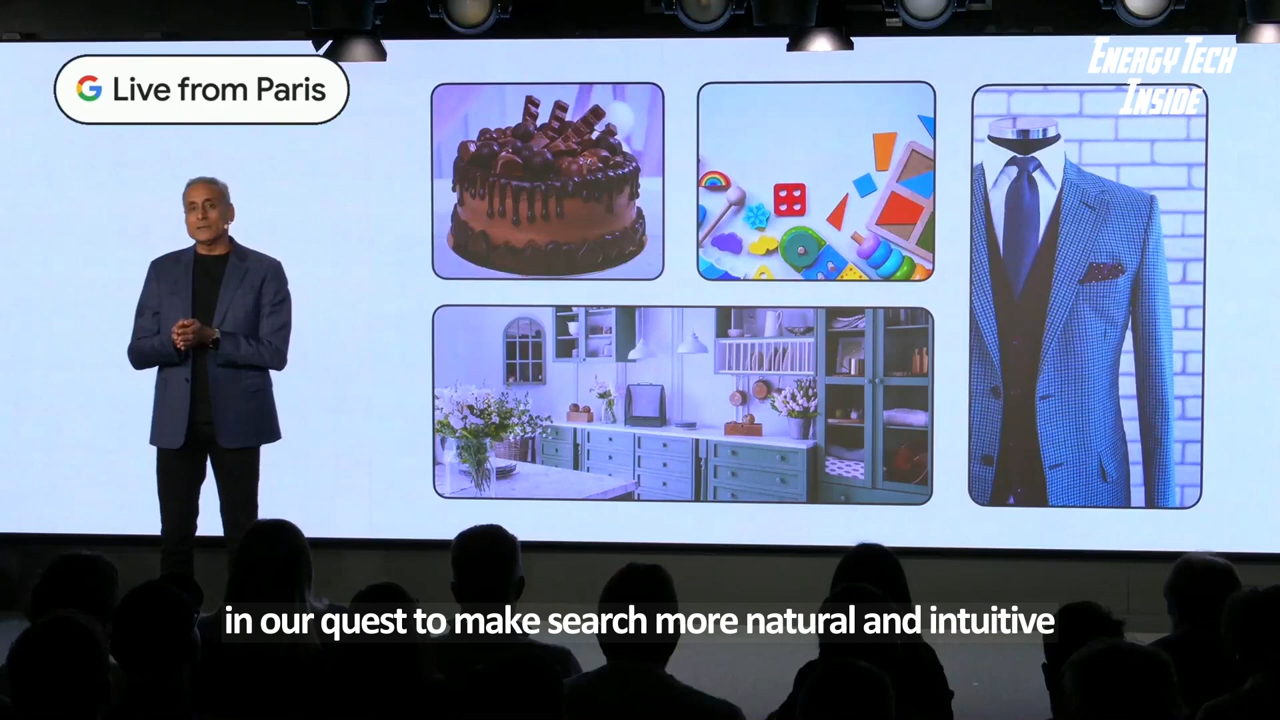 Live from Paris
ENERGY TECH
INSIDE
in our quest to make search more natural and intuitive